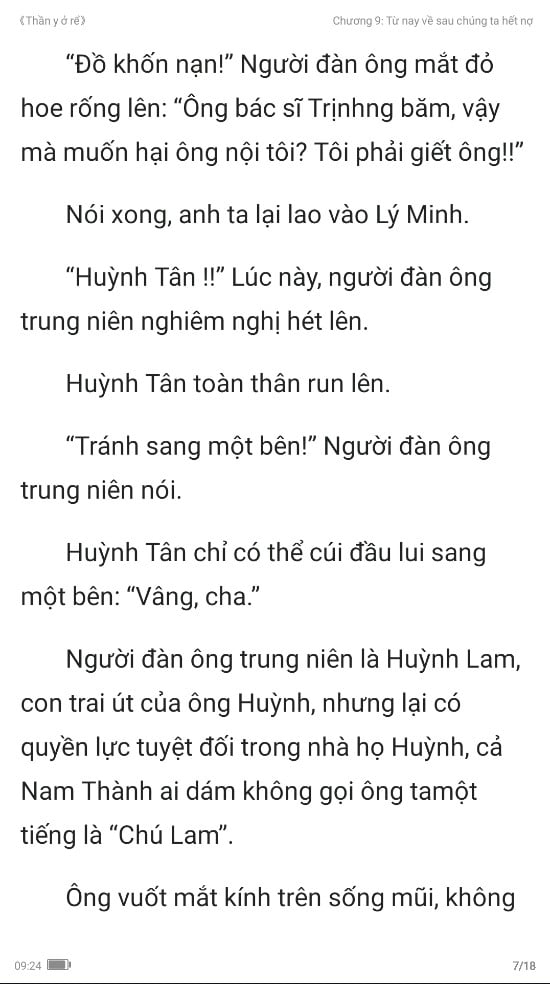 《Thần y ở rể》 Chương 9: Từ nay về sau chúng ta hết nợ
“Đồ khốn nạn!” Người đàn ông mắt đỏ
hoe rống lên: “Ông bác sĩ Trịnhng băm, vậy
mà muốn hại ông nội tôi? Tôi phải giết ông!!”
Nói xong, anh ta lại lao vào Lý Minh.
“Huỳnh Tân !!” Lúc này, người đàn ông
trung niên nghiêm nghị hét lên.
Huỳnh Tân toàn thân run lên.
“Tránh sang một bên!” Người đàn ông
trung niên nói.
Huỳnh Tân chỉ có thể cúi đầu lui sang
một bên: “Vâng, cha.”
Người đàn ông trung niên là Huỳnh Lam,
con trai út của ông Huỳnh, nhưng lại có
quyền lực tuyệt đối trong nhà họ Huỳnh, cả
Nam Thành ai dám không gọi ông tamột
tiếng là “Chú Lam”.
Ông vuốt mắt kính trên sống mũi, không
09:24 7/18